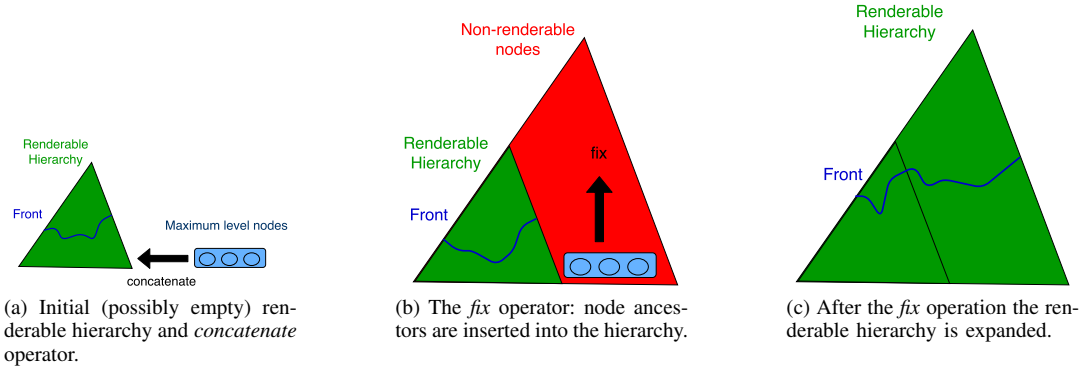 Renderable
Hierarchy
Front
Maximum level nodes
concatenate
(a) Initial (possibly empty) ren-
derable hierarchy and concatenate
operator.
Non-renderable
nodes
Renderable
Hierarchy
fix
Front
(b) The fix operator: node ances-
tors are inserted into the hierarchy.
Renderable
Hierarchy
Front
(c) After the fix operation the ren-
derable hierarchy is expanded.